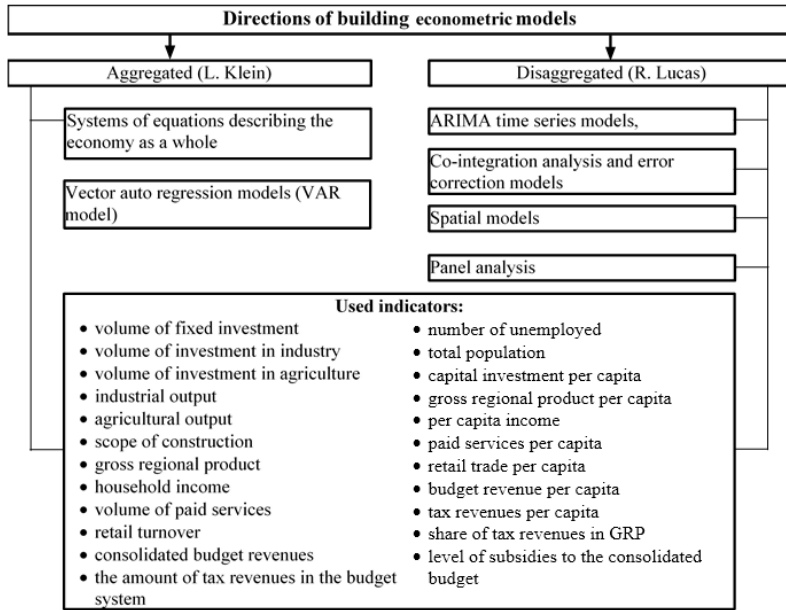 Directions of building econometric models
Aggregated (L. Klein)
Disaggregated (R. Lucas)
Systems of equations describing the
economy as a whole
Vector auto regression models (VAR
model)
ARIMA time series models,
Co-integration analysis and error
correction models
Spatial models
Panel analysis
Used indicators:
• volume of fixed investment
• volume of investment in industry
• volume of investment in agriculture
• industrial output
• agricultural output
• scope of construction
• gross regional product
• household income
• volume of paid services
• retail turnover
• consolidated budget revenues
• the amount of tax revenues in the budget
system
• number of unemployed
• total population
• capital investment per capita
• gross regional product per capita
• per capita income
• paid services per capita
• retail trade per capita
• budget revenue per capita
• tax revenues per capita
• share of tax revenues in GRP
• level of subsidies to the consolidated
budget